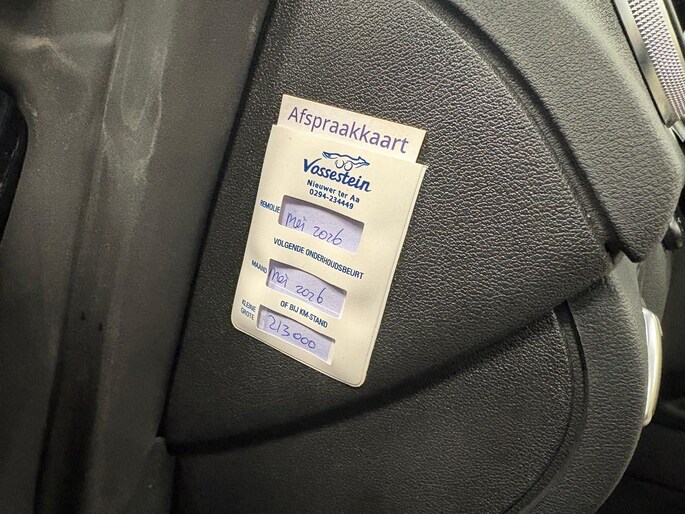 Afspraakkaart
Vossestein
Nieuwer ter Aa
0294-234449
REMOLIE
mei 2026
VOLGENDE ONDERHOUDSBEURT
MAAND
mei 2026
OF BIJ KM-STAND
KLEINE
GROTE
213000